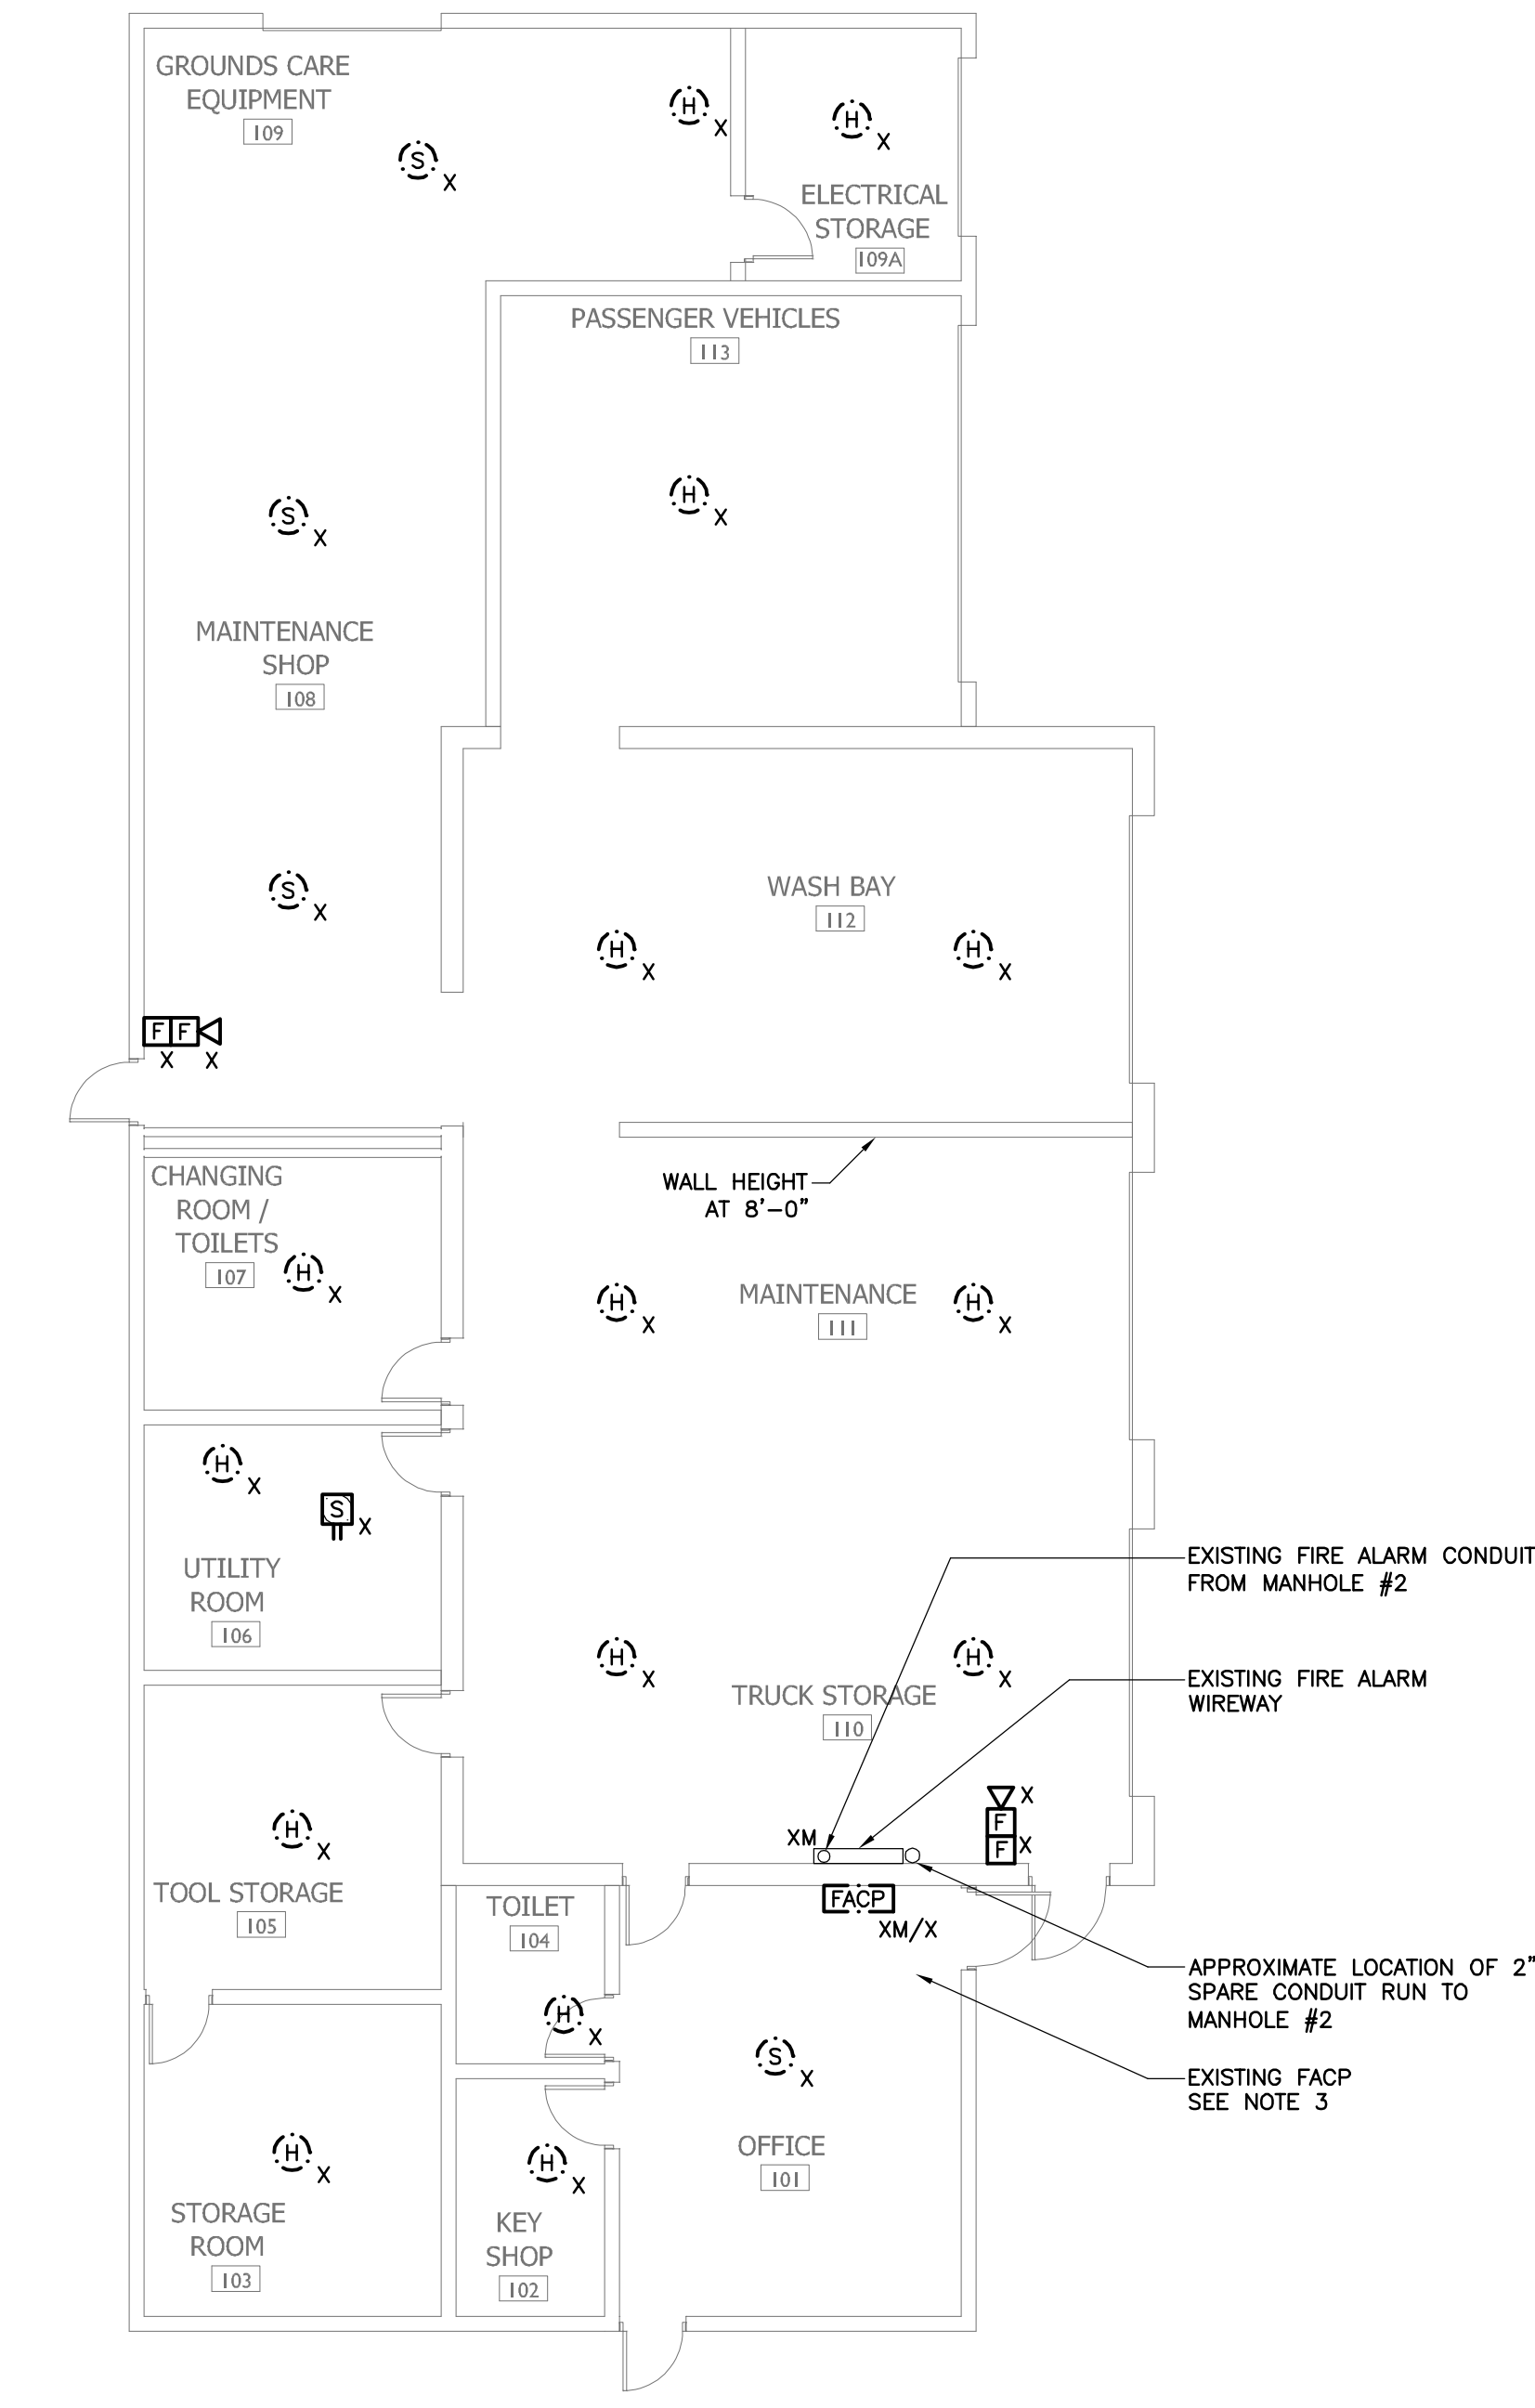 GROUNDS CARE
EQUIPMENT
109
H
X
H
X
S
X
ELECTRICAL
STORAGE
109A
PASSENGER VEHICLES
113
H
X
S
X
MAINTENANCE
SHOP
108
WASH BAY
112
S
X
H
X
H
X
F F
X X
CHANGING
ROOM /
TOILETS
107
WALL HEIGHT
AT 8'-0"
H
X
H
X
MAINTENANCE
111
H
X
H
X
S
X
UTILITY
ROOM
106
EXISTING FIRE ALARM CONDUIT
FROM MANHOLE #2
H
X
H
X
EXISTING FIRE ALARM
WIREWAY
TRUCK STORAGE
110
X
F
F
X
XM
H
X
TOOL STORAGE
105
TOILET
104
FACP
XM/X
APPROXIMATE LOCATION OF 2"
SPARE CONDUIT RUN TO
MANHOLE #2
H
X
S
X
EXISTING FACP
SEE NOTE 3
OFFICE
101
H
X
H
X
STORAGE
ROOM
103
KEY
SHOP
102